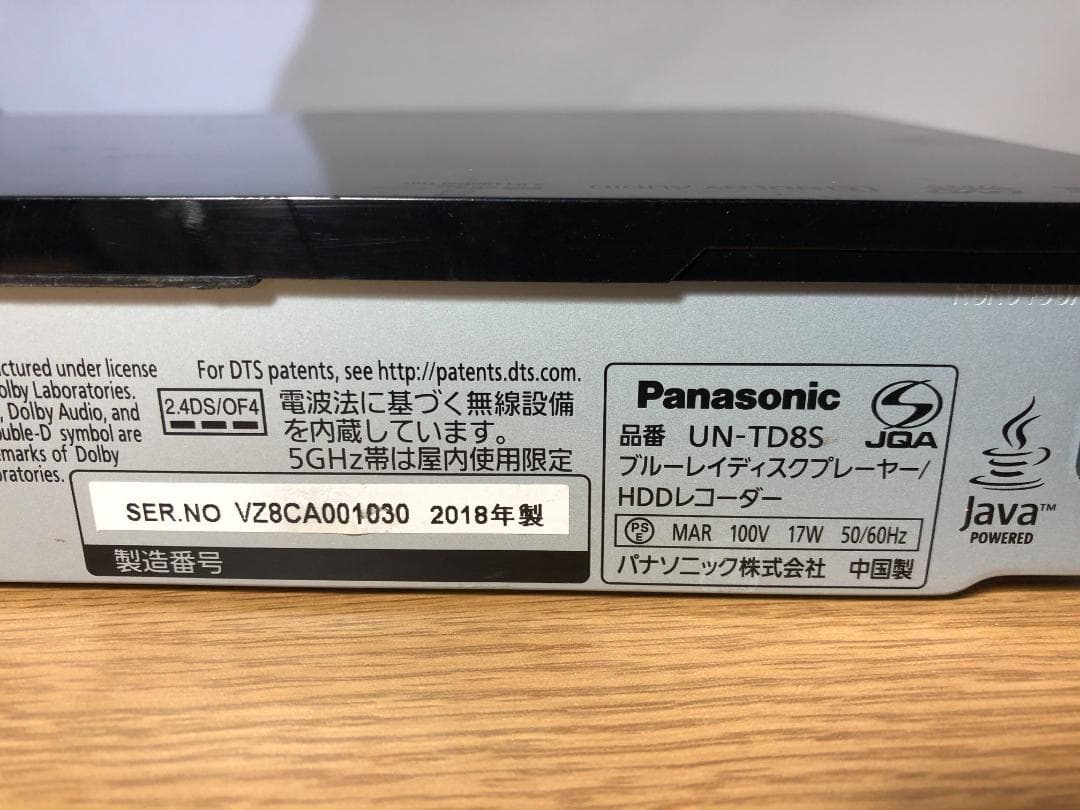 ctured under license
olby Laboratories.
, Dolby Audio, and
uble-D symbol are
marks of Dolby
oratories.
For DTS patents, see http://patents.dts.com.
2.4DS/OF4
電波法に基づく無線設備
を内蔵しています。
5GHz帯は屋内使用限定
SER.NO VZ8CA001030 2018年製
製造番号
Panasonic
品番 UN-TD8S
JQA
ブルーレイディスクプレーヤー/
HDDレコーダー
PS
E
MAR 100V 17W 50/60Hz
パナソニック株式会社 中国製
Java™
POWERED